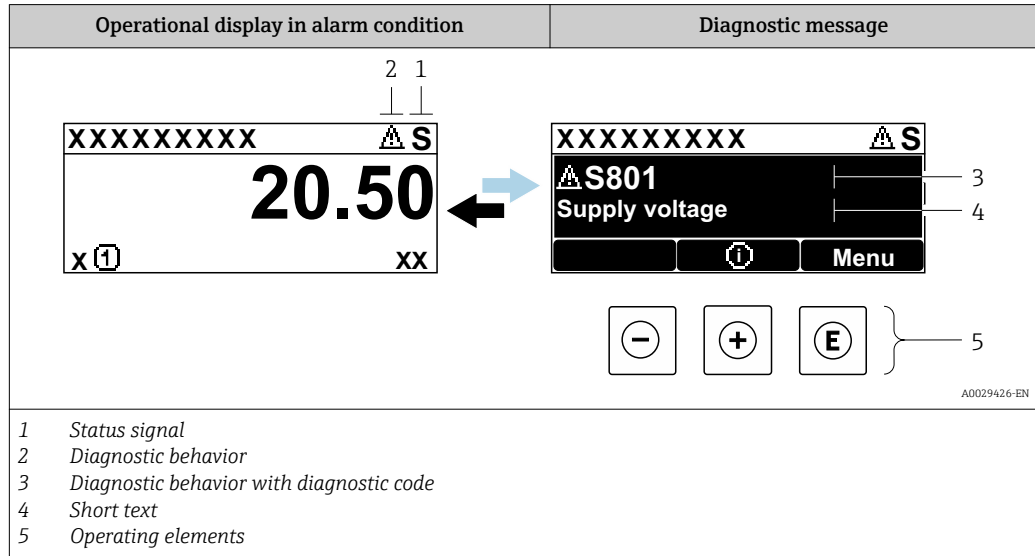 Operational display in alarm condition
Diagnostic message
2 1
XXXXXXXXX ⚠ S
20.50
X 1 XX
XXXXXXXXX ⚠ S
⚠S801
Supply voltage
i Menu
3
4
- + E
5
A0029426-EN
1 Status signal
2 Diagnostic behavior
3 Diagnostic behavior with diagnostic code
4 Short text
5 Operating elements